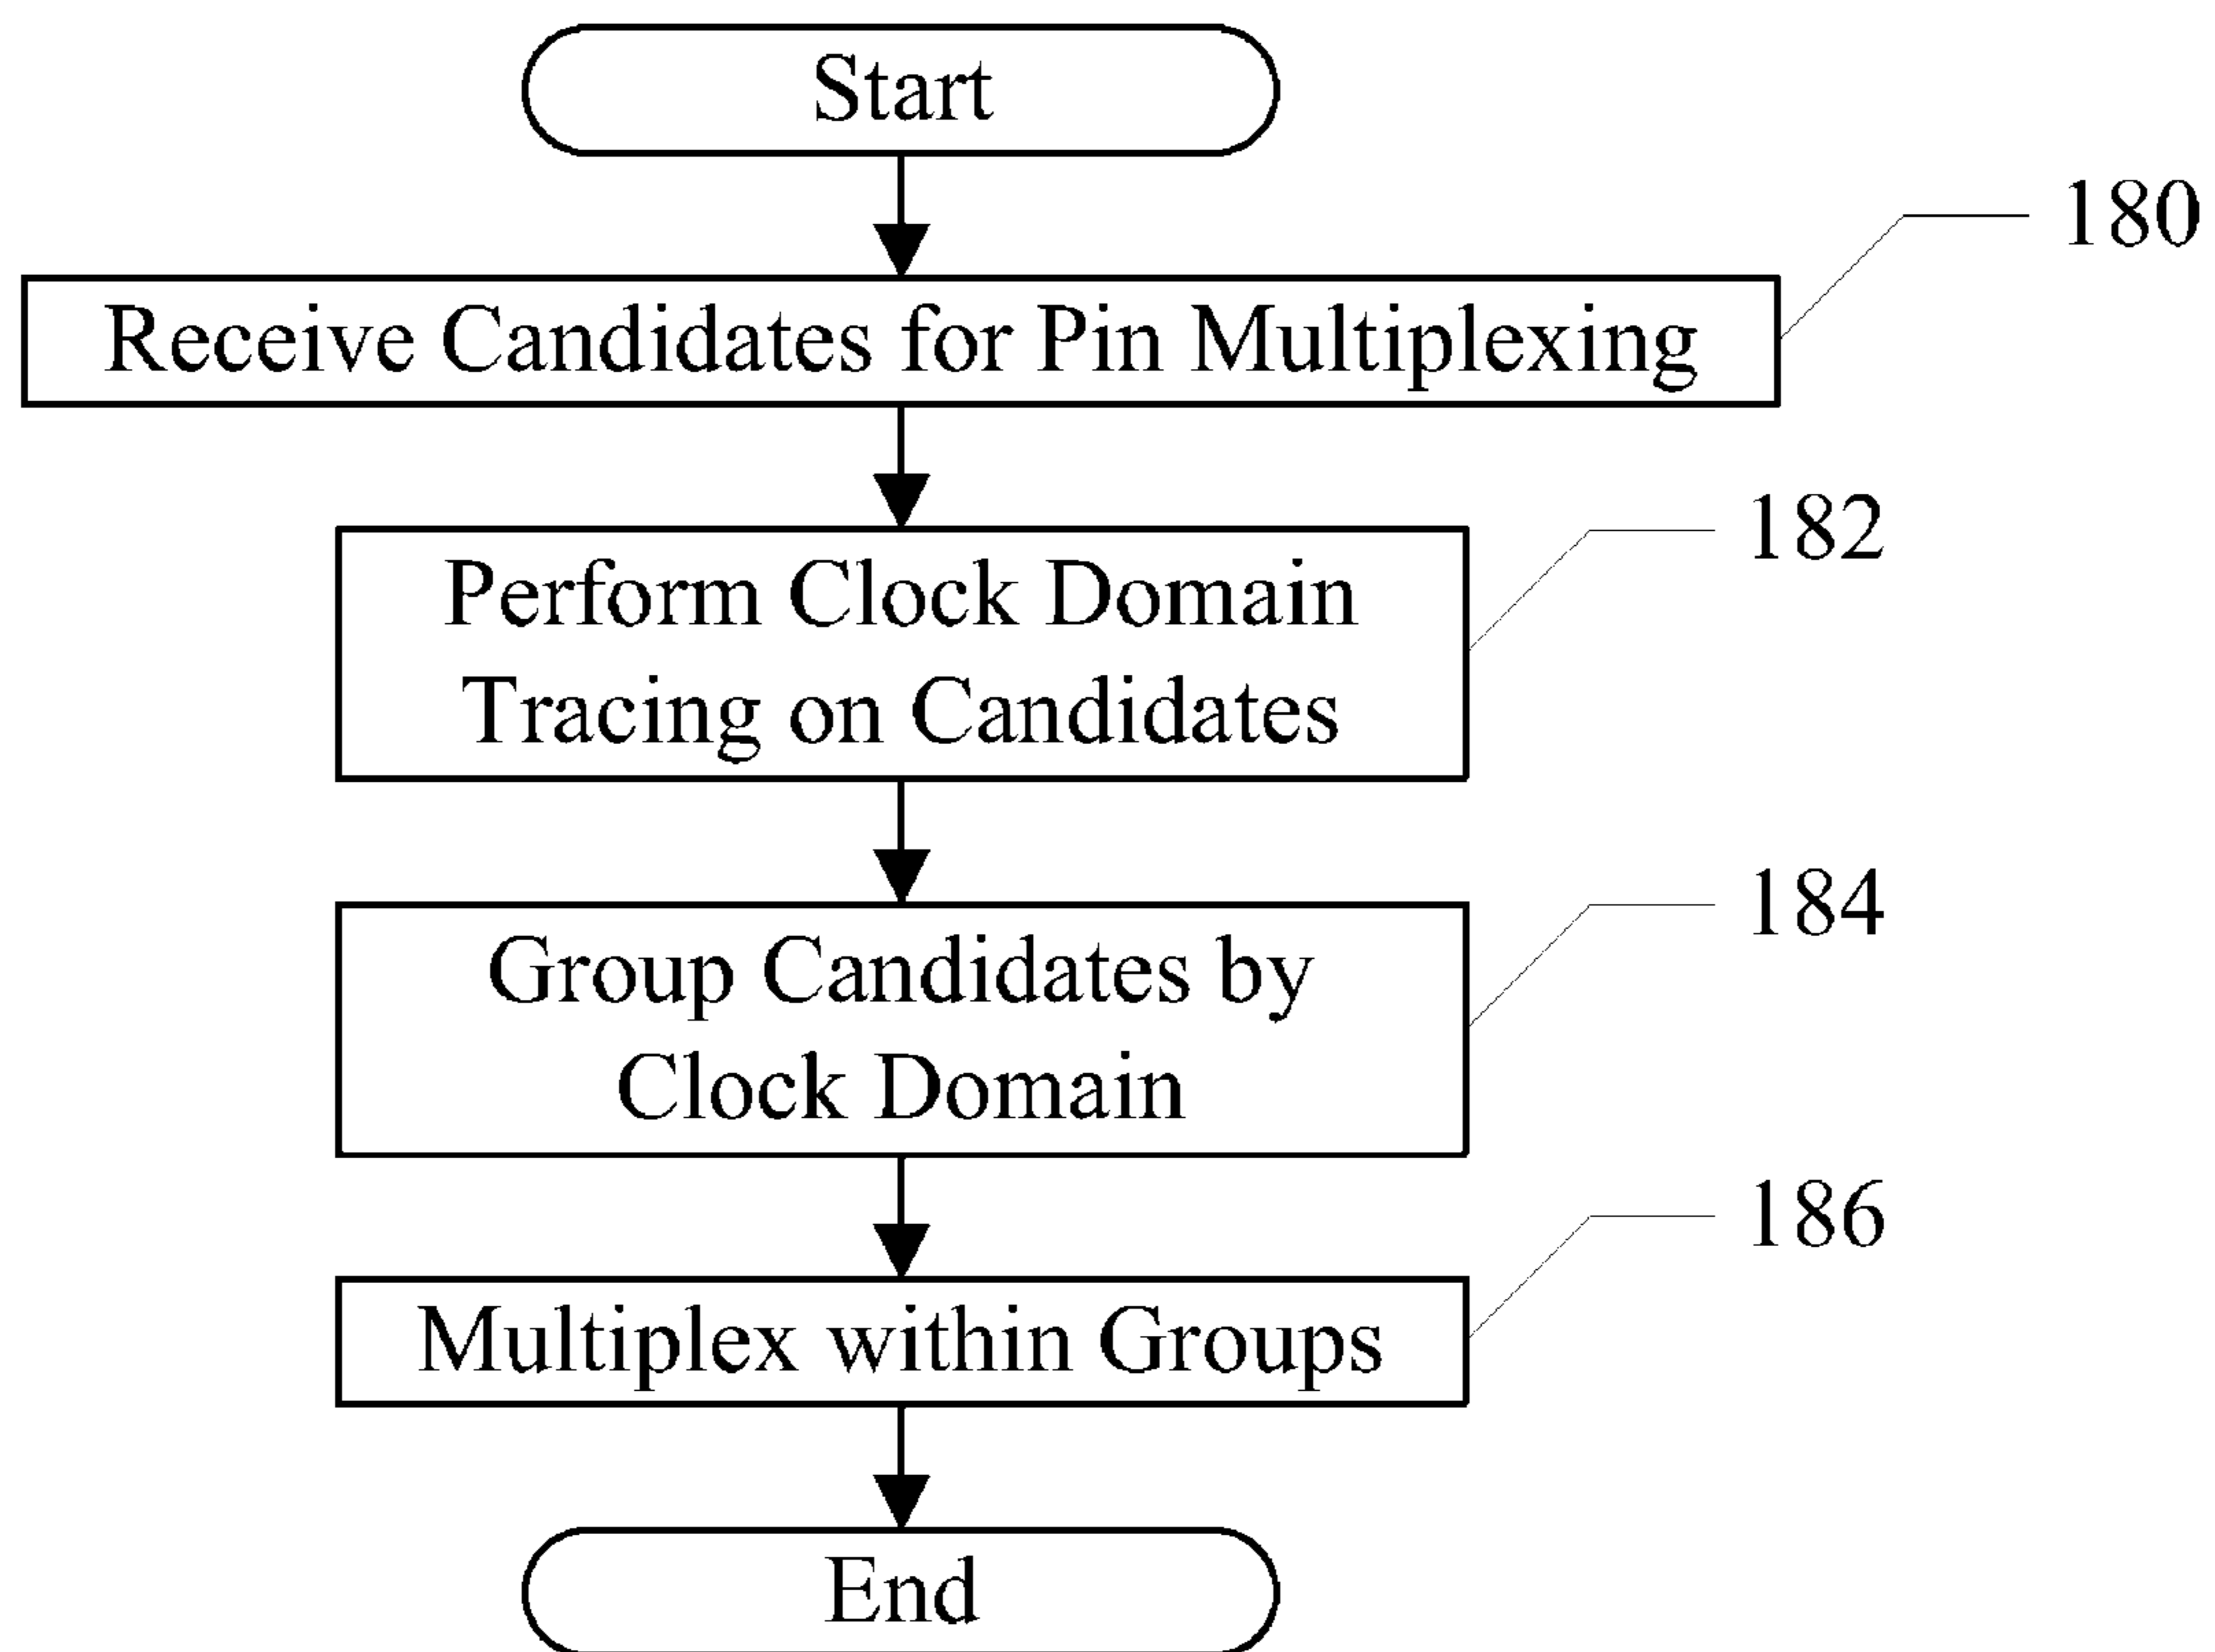 Start
180
Receive Candidates for Pin Multiplexing
182
Perform Clock Domain
Tracing on Candidates
184
Group Candidates by
Clock Domain
186
Multiplex within Groups
End